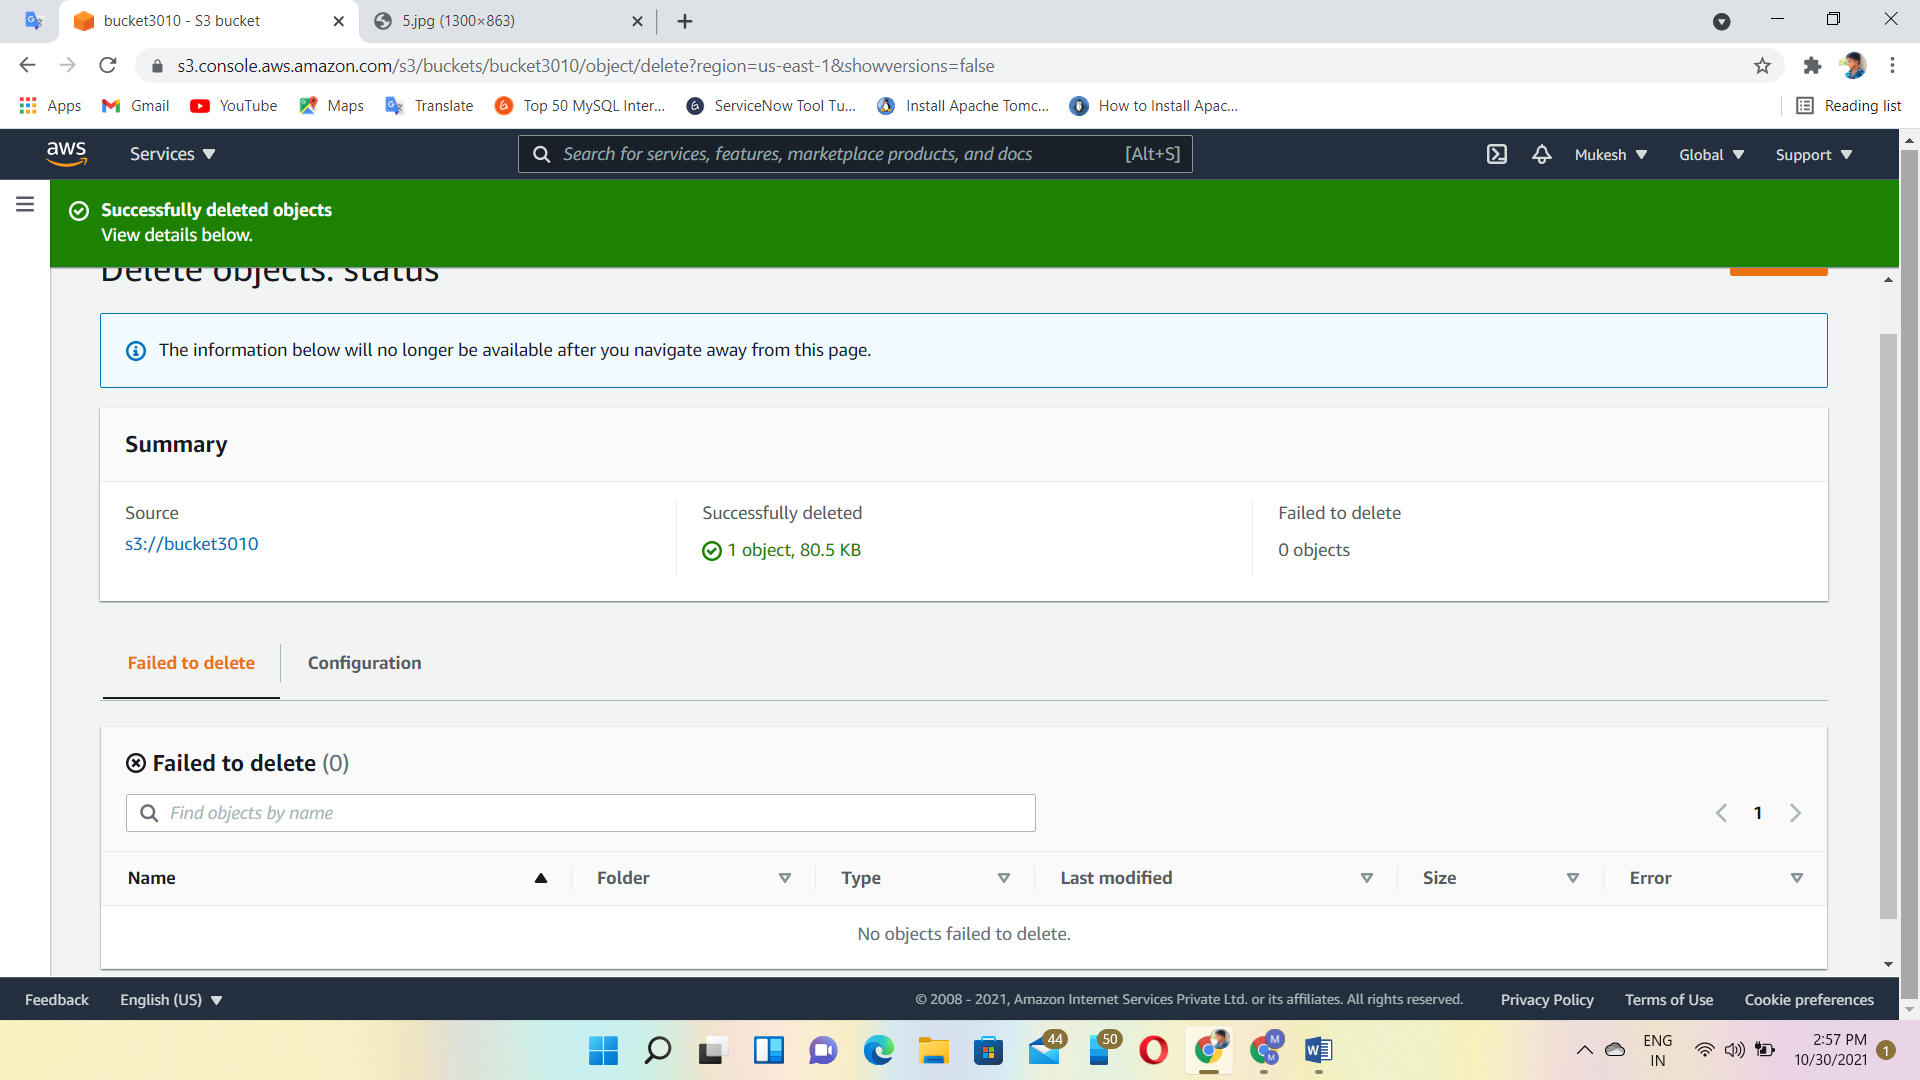 bucket3010 - S3 bucket
5.jpg (1300×863)
s3.console.aws.amazon.com/s3/buckets/bucket3010/object/delete?region=us-east-1&showversions=false
Apps
Gmail
YouTube
Maps
Translate
Top 50 MySQL Inter...
ServiceNow Tool Tu...
Install Apache Tomc...
How to Install Apac...
Reading list
aws
Services
Search for services, features, marketplace products, and docs
[Alt+S]
Mukesh
Global
Support
Successfully deleted objects
View details below.
Delete objects: status
The information below will no longer be available after you navigate away from this page.
Summary
Source
s3://bucket3010
Successfully deleted
1 object, 80.5 KB
Failed to delete
0 objects
Failed to delete
Configuration
Failed to delete (0)
Find objects by name
1
Name
Folder
Type
Last modified
Size
Error
No objects failed to delete.
Feedback
English (US)
© 2008 - 2021, Amazon Internet Services Private Ltd. or its affiliates. All rights reserved.
Privacy Policy
Terms of Use
Cookie preferences
44
50
M
M
ENG
IN
2:57 PM
10/30/2021
1